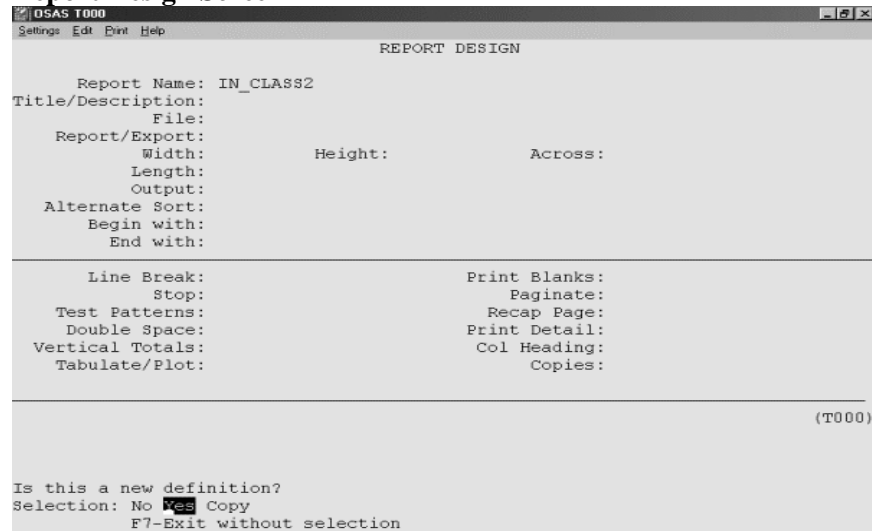 OSAS T000
Settings Edit Print Help
REPORT DESIGN
Report Name: IN_CLASS2
Title/Description:
File:
Report/Export:
Width: Height: Across:
Length:
Output:
Alternate Sort:
Begin with:
End with:
Line Break: Print Blanks:
Stop: Paginate:
Test Patterns: Recap Page:
Double Space: Print Detail:
Vertical Totals: Col Heading:
Tabulate/Plot: Copies:
(T000)
Is this a new definition?
Selection: No Yes Copy
F7-Exit without selection